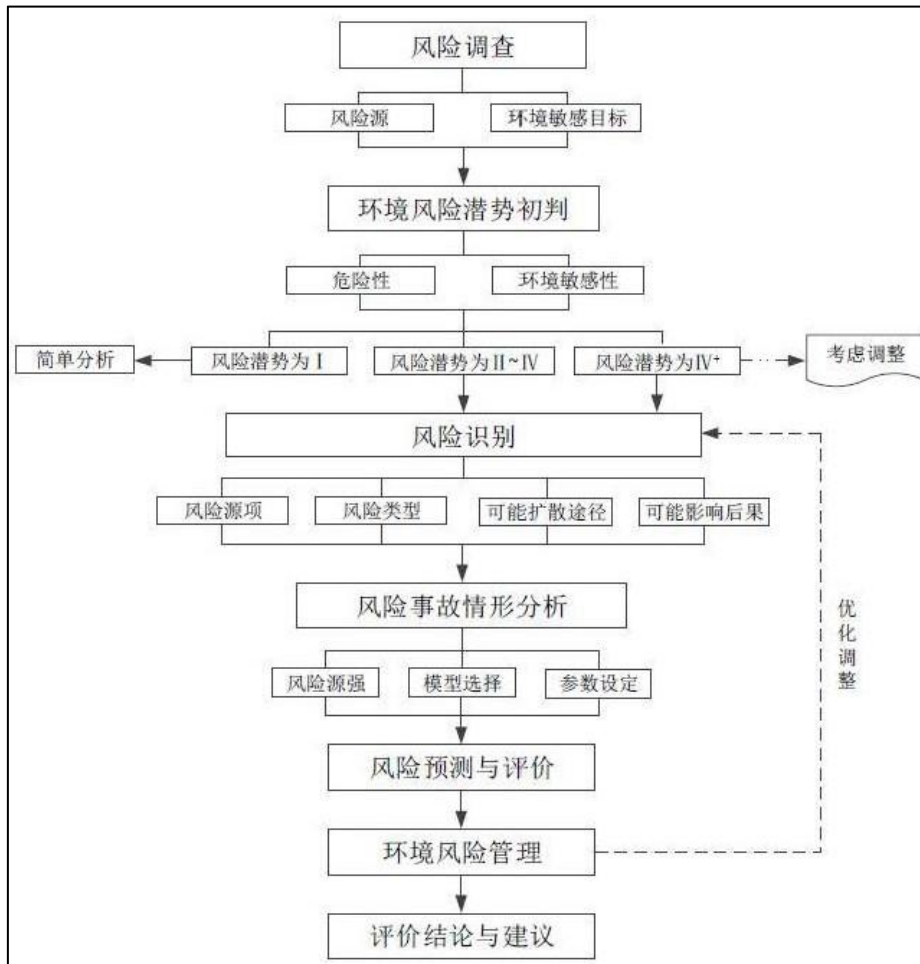 风险调查
风险源
环境敏感目标
环境风险潜势初判
危险性
环境敏感性
简单分析
风险潜势为Ⅰ
风险潜势为Ⅱ~Ⅳ
风险潜势为Ⅳ+
考虑调整
风险识别
风险源项
风险类型
可能扩散途径
可能影响后果
风险事故情形分析
风险源强
模型选择
参数设定
优化调整
风险预测与评价
环境风险管理
评价结论与建议